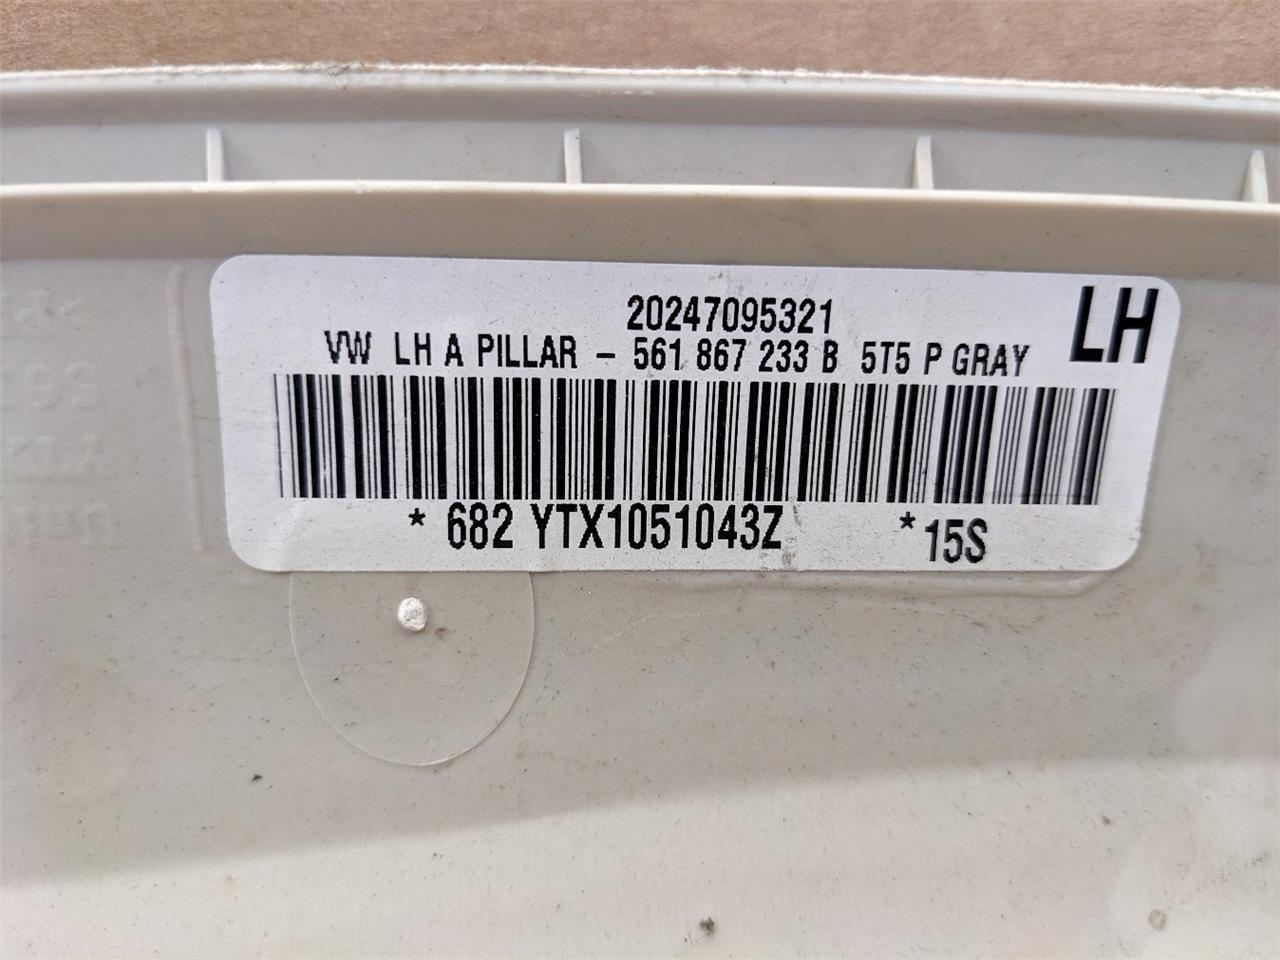 20247095321
LH
VW LH A PILLAR - 561 867 233 B 5T5 P GRAY
* 682 YTX1051043Z *15S